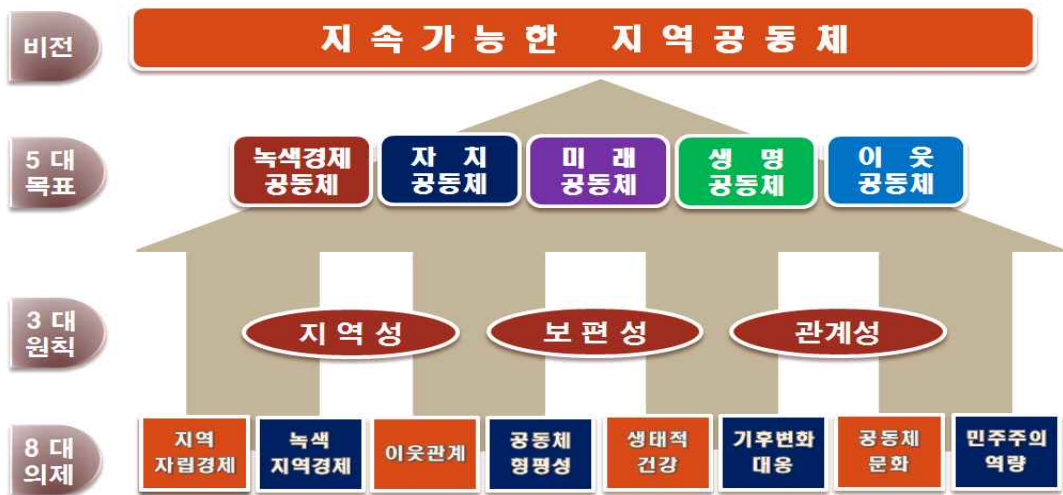 비전
지속가능한 지역공동체
5 대
목표
녹색경제
공동체
자 치
공동체
미 래
공동체
생 명
공동체
이 웃
공동체
3 대
원칙
지역성
보편성
관계성
8 대
의제
지역
자립경제
녹색
지역경제
이웃관계
공동체
형평성
생태적
건강
기후변화
대응
공동체
문화
민주주의
역량